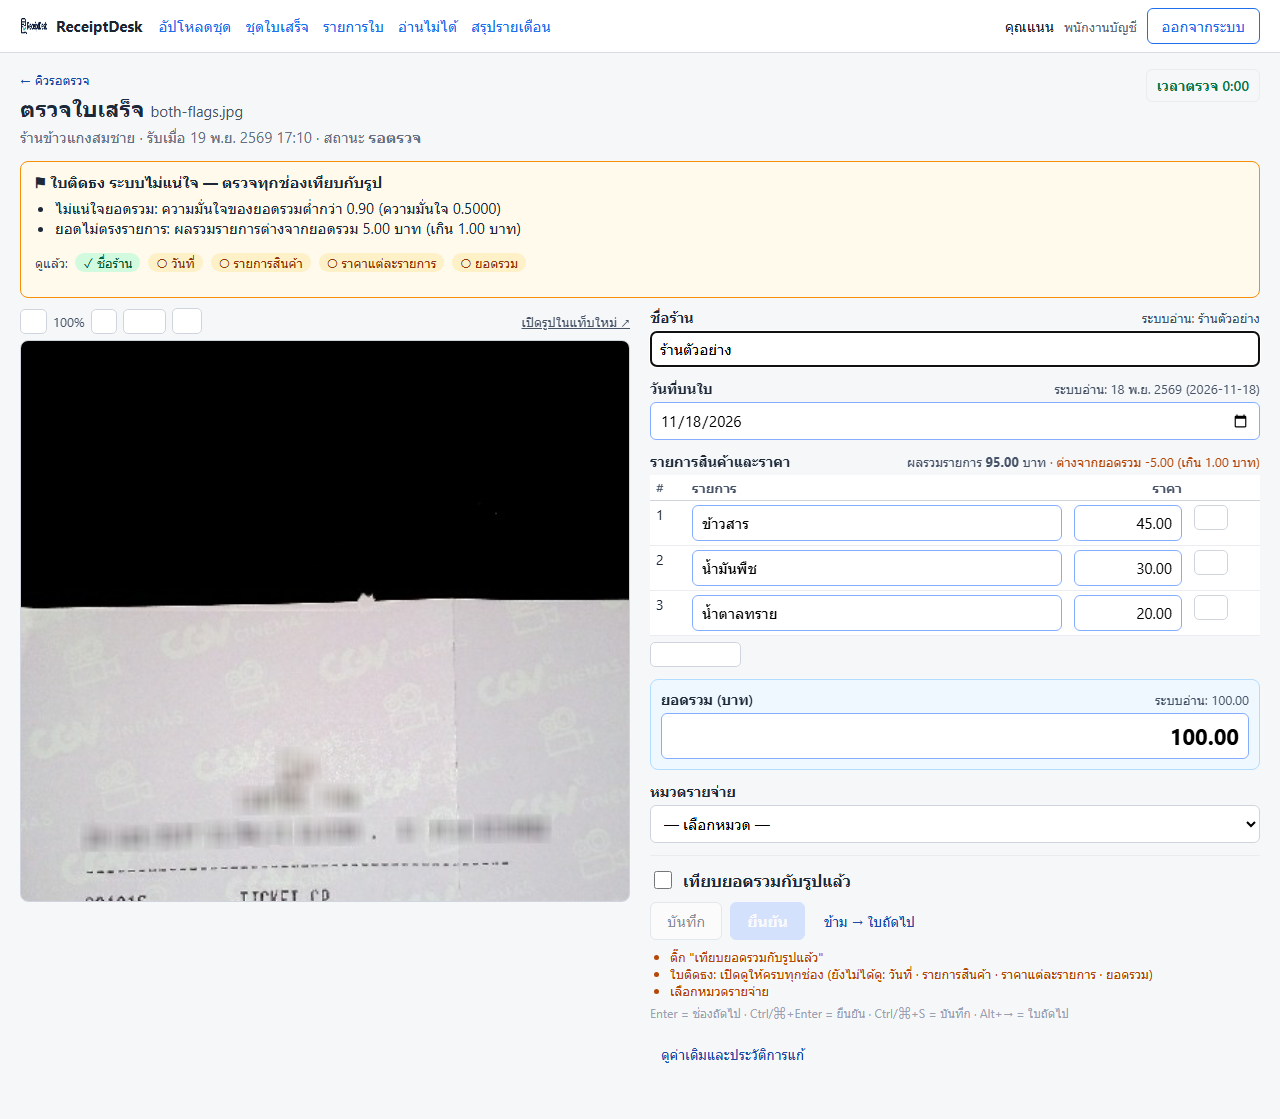 ReceiptDesk อัปโหลดชุด ชุดใบเสร็จ รายการใบ อ่านไม่ได้ สรุปรายเดือน คุณแนน พนักงานบัญชี ออกจากระบบ
← คิวรอตรวจ
เวลาตรวจ 0:00
ตรวจใบเสร็จ both-flags.jpg
ร้านข้าวแกงสมชาย · รับเมื่อ 19 พ.ย. 2569 17:10 · สถานะ รอตรวจ
⚑ ใบติดธง ระบบไม่แน่ใจ — ตรวจทุกช่องเทียบกับรูป
• ไม่แน่ใจยอดรวม: ความมั่นใจของยอดรวมต่ำกว่า 0.90 (ความมั่นใจ 0.5000)
• ยอดไม่ตรงรายการ: ผลรวมรายการต่างจากยอดรวม 5.00 บาท (เกิน 1.00 บาท)
ดูแล้ว: ✓ ชื่อร้าน ○ วันที่ ○ รายการสินค้า ○ ราคาแต่ละรายการ ○ ยอดรวม
100% เปิดรูปในแท็บใหม่ ↗
CGV CINEMAS
TICKET CP
ชื่อร้าน ระบบอ่าน: ร้านตัวอย่าง
ร้านตัวอย่าง
วันที่บนใบ ระบบอ่าน: 18 พ.ย. 2569 (2026-11-18)
11/18/2026
รายการสินค้าและราคา ผลรวมรายการ 95.00 บาท · ต่างจากยอดรวม -5.00 (เกิน 1.00 บาท)
# รายการ ราคา
1 ข้าวสาร 45.00
2 น้ำมันพืช 30.00
3 น้ำตาลทราย 20.00
ยอดรวม (บาท) ระบบอ่าน: 100.00
100.00
หมวดรายจ่าย
— เลือกหมวด —
เทียบยอดรวมกับรูปแล้ว
บันทึก ยืนยัน ข้าม → ใบถัดไป
• ติ๊ก "เทียบยอดรวมกับรูปแล้ว"
• ใบติดธง: เปิดดูให้ครบทุกช่อง (ยังไม่ได้ดู: วันที่ · รายการสินค้า · ราคาแต่ละรายการ · ยอดรวม)
• เลือกหมวดรายจ่าย
Enter = ช่องถัดไป · Ctrl/⌘+Enter = ยืนยัน · Ctrl/⌘+S = บันทึก · Alt+→ = ใบถัดไป
ดูค่าเดิมและประวัติการแก้